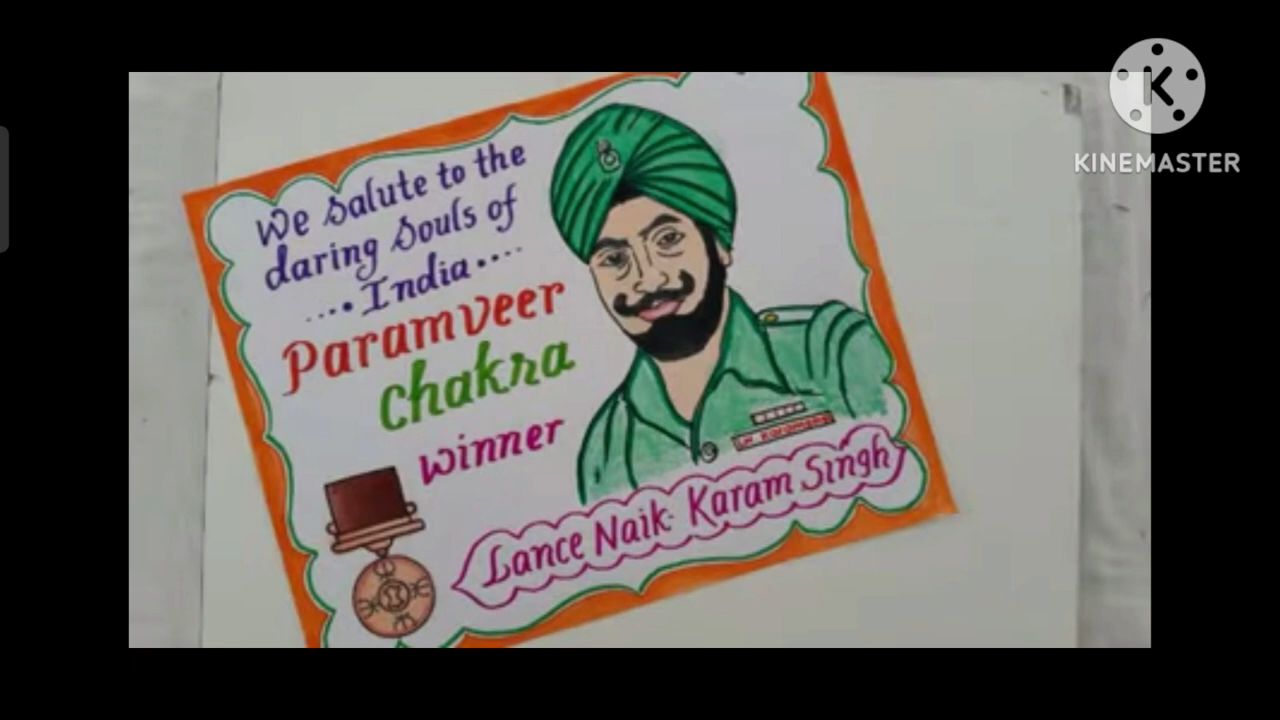 We salute to the
daring souls of
....India....
Paramveer
chakra
winner
Lance Naik Karam Singh
KINEMASTER